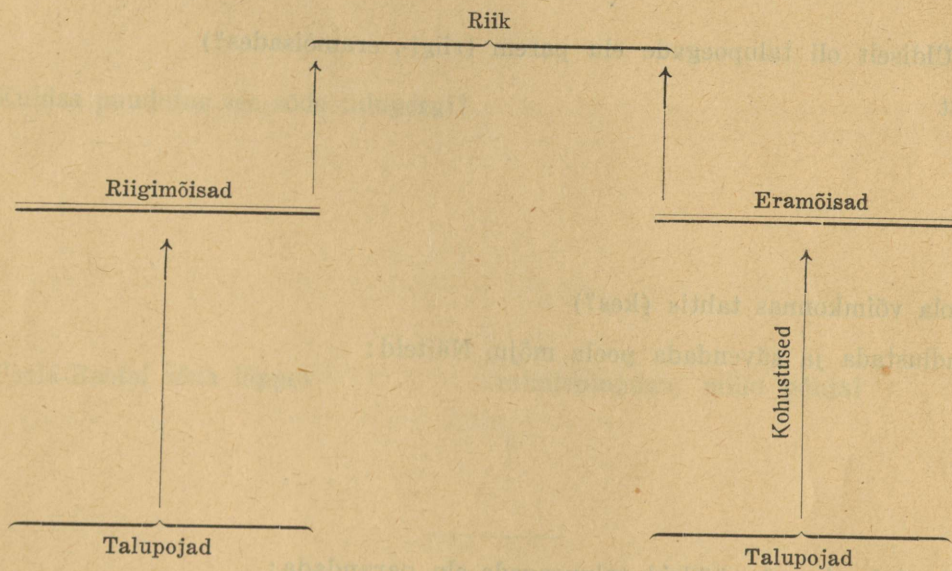 Riik
Riigimõisad
Eramõisad
Kohustused
Talupojad
Talupojad